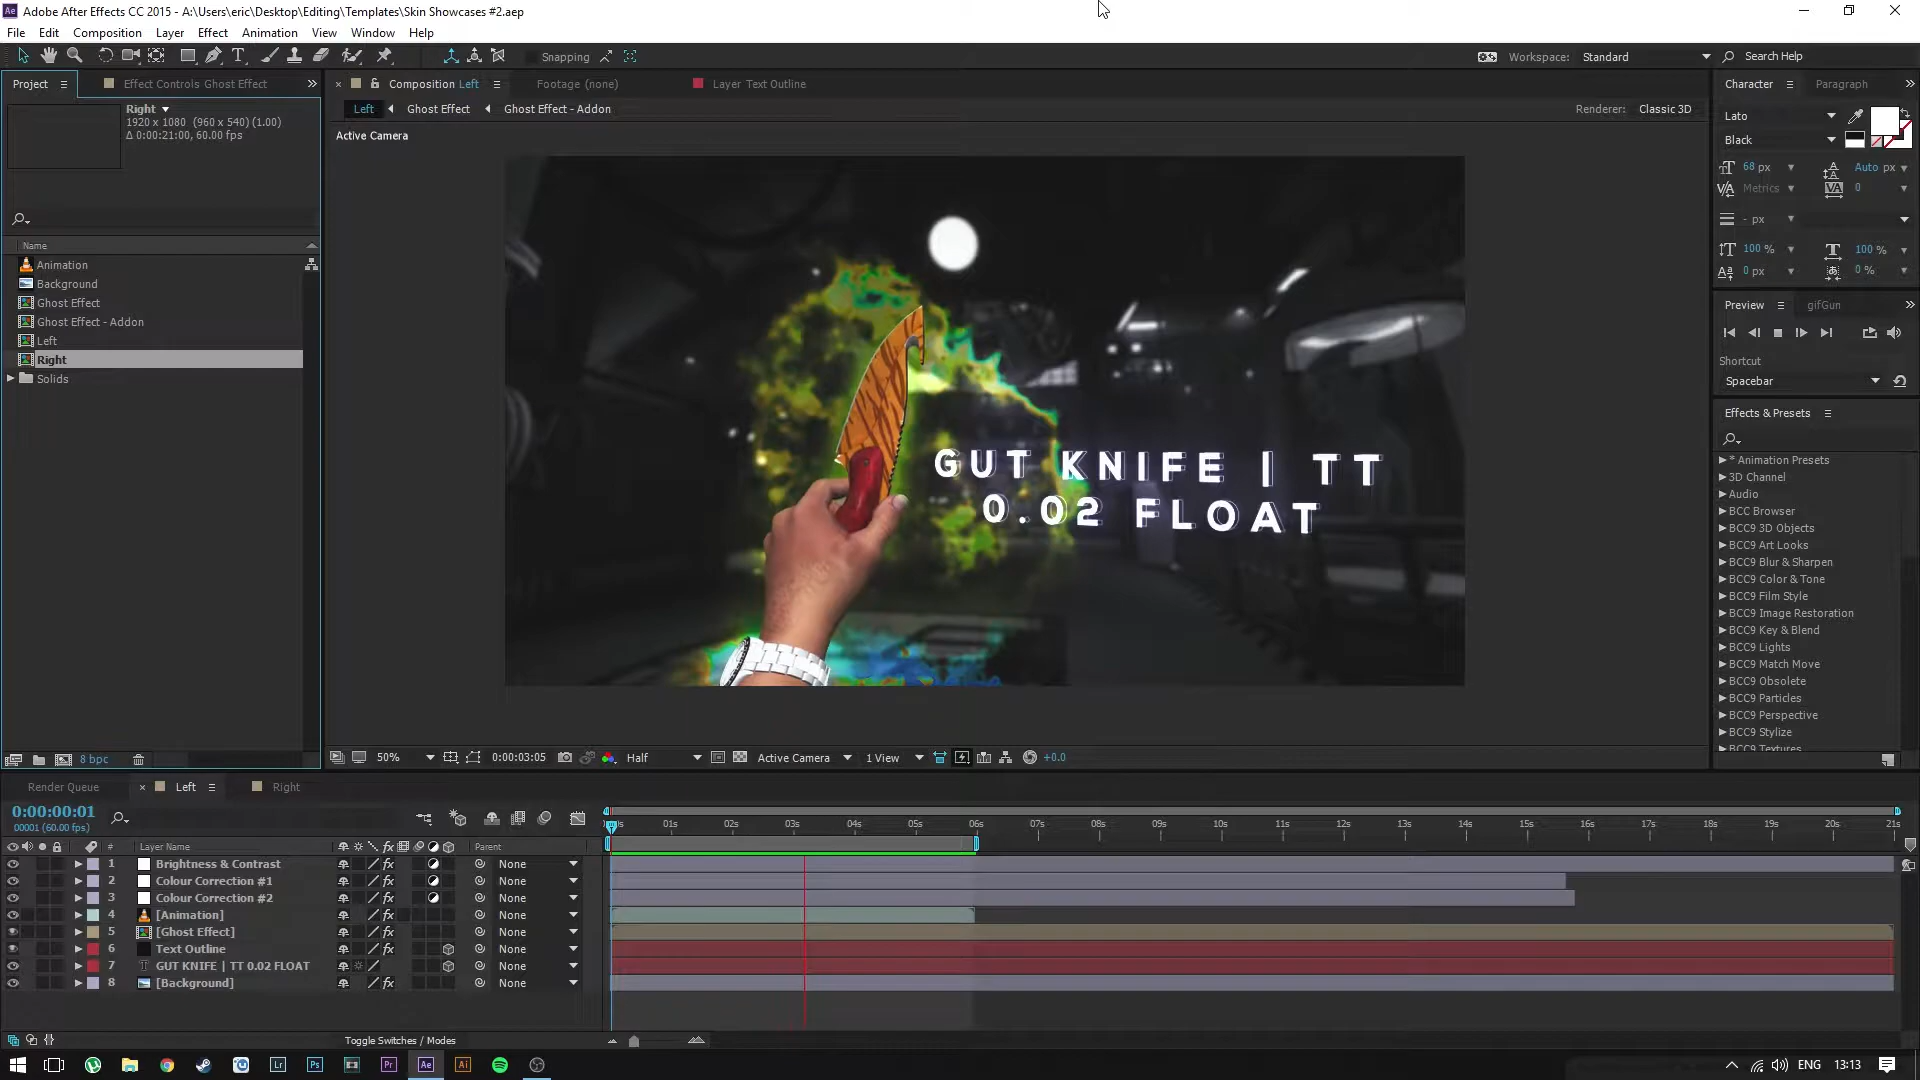 Adobe After Effects CC 2015 - A:\Users\eric\Desktop\Editing\Templates\Skin Showcases #2.aep
File Edit Composition Layer Effect Animation View Window Help
Snapping
Workspace: Standard
Search Help
Project
Effect Controls Ghost Effect
Composition Left
Footage (none)
Layer Text Outline
Character
Paragraph
Right
1920 x 1080 (960 x 540) (1.00)
Δ 0:00:21:00, 60.00 fps
Left
Ghost Effect
Ghost Effect - Addon
Renderer: Classic 3D
Active Camera
Lato
Black
68 px
Auto px
Metrics
0
- px
100 %
100 %
0 px
0 %
Name
Animation
Background
Ghost Effect
Ghost Effect - Addon
Left
Right
Solids
GUT KNIFE | TT
0.02 FLOAT
Preview
gifGun
Shortcut
Spacebar
Effects & Presets
* Animation Presets
3D Channel
Audio
BCC Browser
BCC9 3D Objects
BCC9 Art Looks
BCC9 Blur & Sharpen
BCC9 Color & Tone
BCC9 Film Style
BCC9 Image Restoration
BCC9 Key & Blend
BCC9 Lights
BCC9 Match Move
BCC9 Obsolete
BCC9 Particles
BCC9 Perspective
BCC9 Stylize
BCC9 Textures
8 bpc
50%
0:00:03:05
Half
Active Camera
1 View
+0.0
Render Queue
Left
Right
0:00:00:01
00001 (60.00 fps)
01s 02s 03s 04s 05s 06s 07s 08s 09s 10s 11s 12s 13s 14s 15s 16s 17s 18s 19s 20s 21s
# Layer Name
Parent
1 Brightness & Contrast None
2 Colour Correction #1 None
3 Colour Correction #2 None
4 [Animation] None
5 [Ghost Effect] None
6 Text Outline None
7 T GUT KNIFE | TT 0.02 FLOAT None
8 [Background] None
Toggle Switches / Modes
Lr Ps Pr Ae Ai
ENG 13:13